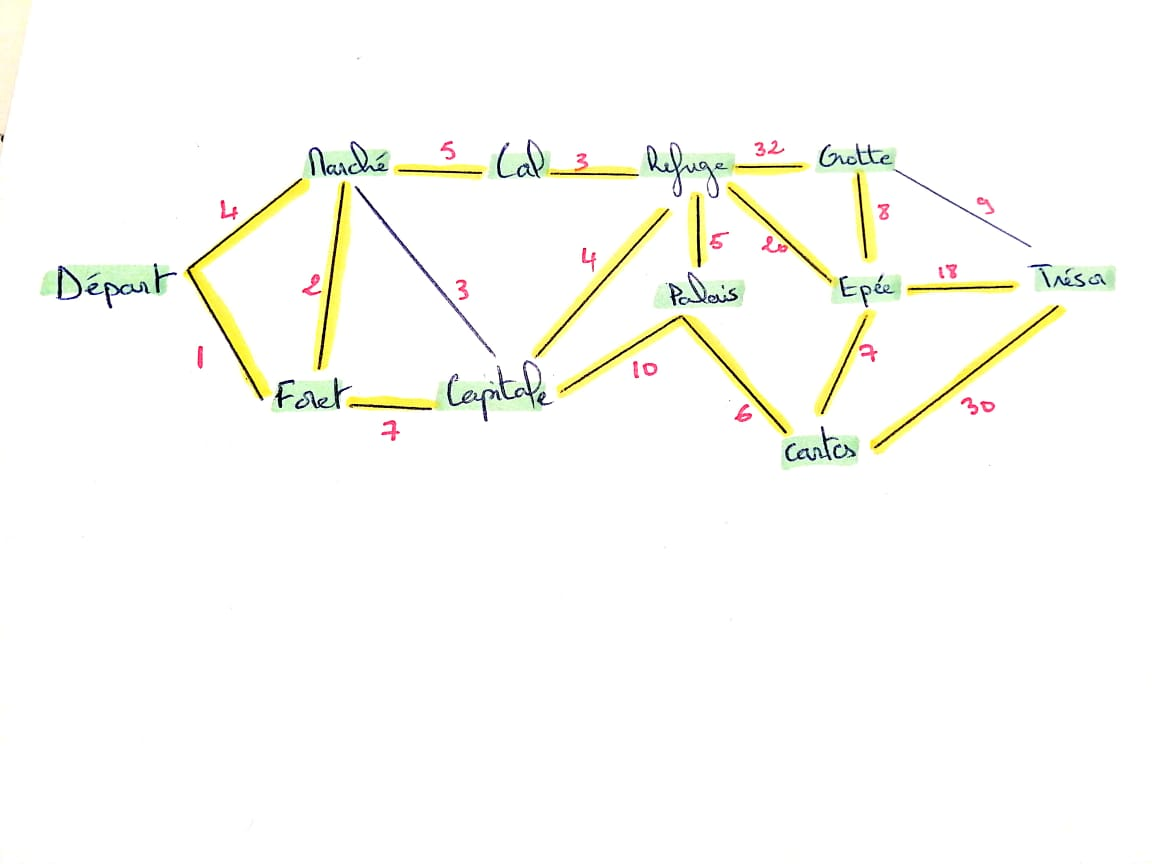 Marché 5 Cal 3 Refuge 32 Grotte
4 2 3 4 5 20 8 9
Départ Palais Epée 18 Trésor
1 10 7
Foret 7 Capitale 6 30
Cartes